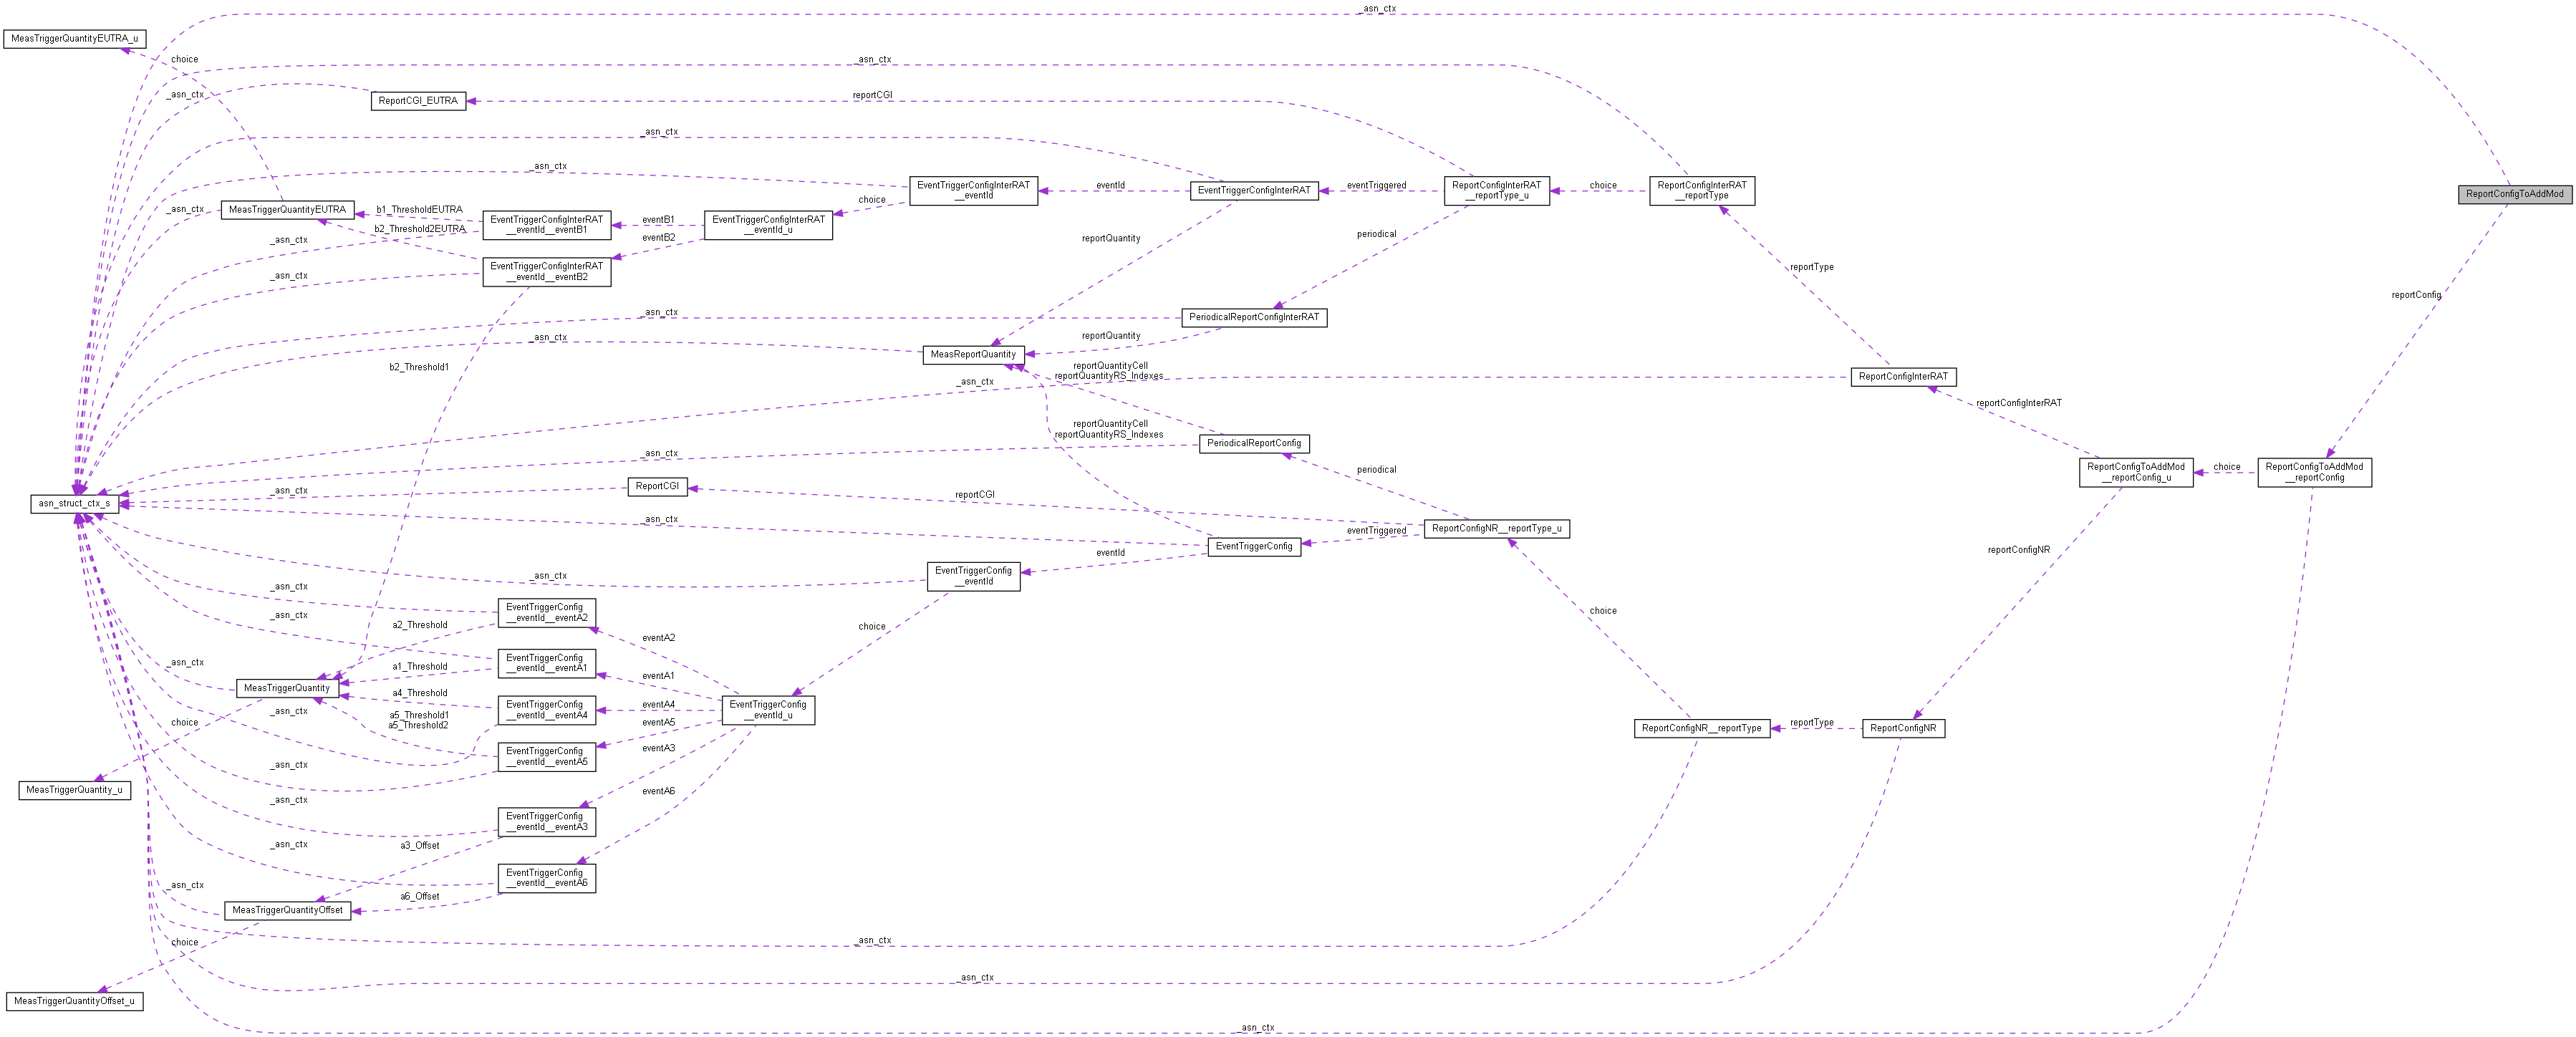 _asn_ctx
MeasTriggerQuantityEUTRA_u
choice
_asn_ctx
_asn_ctx
ReportCGI_EUTRA
reportCGI
_asn_ctx
_asn_ctx
EventTriggerConfigInterRAT
__eventId
eventId
EventTriggerConfigInterRAT
eventTriggered
ReportConfigInterRAT
__reportType_u
choice
ReportConfigInterRAT
__reportType
ReportConfigToAddMod
_asn_ctx
MeasTriggerQuantityEUTRA
b1_ThresholdEUTRA
b2_Threshold2EUTRA
EventTriggerConfigInterRAT
__eventId__eventB1
eventB1
EventTriggerConfigInterRAT
__eventId_u
choice
_asn_ctx
eventB2
reportQuantity
periodical
_asn_ctx
EventTriggerConfigInterRAT
__eventId__eventB2
reportType
reportConfig
_asn_ctx
PeriodicalReportConfigInterRAT
_asn_ctx
reportQuantity
MeasReportQuantity
b2_Threshold1
reportQuantityCell
reportQuantityRS_Indexes
_asn_ctx
ReportConfigInterRAT
reportConfigInterRAT
reportQuantityCell
reportQuantityRS_Indexes
PeriodicalReportConfig
_asn_ctx
periodical
ReportConfigToAddMod
__reportConfig_u
choice
ReportConfigToAddMod
__reportConfig
asn_struct_ctx_s
_asn_ctx
ReportCGI
reportCGI
_asn_ctx
eventTriggered
ReportConfigNR__reportType_u
EventTriggerConfig
eventId
reportConfigNR
_asn_ctx
EventTriggerConfig
__eventId
_asn_ctx
EventTriggerConfig
__eventId__eventA2
choice
_asn_ctx
a2_Threshold
eventA2
choice
_asn_ctx
EventTriggerConfig
__eventId__eventA1
a1_Threshold
eventA1
MeasTriggerQuantity
a4_Threshold
EventTriggerConfig
__eventId__eventA4
eventA4
EventTriggerConfig
__eventId_u
choice
_asn_ctx
a5_Threshold1
a5_Threshold2
eventA5
ReportConfigNR__reportType
reportType
ReportConfigNR
EventTriggerConfig
__eventId__eventA5
eventA3
_asn_ctx
MeasTriggerQuantity_u
eventA6
_asn_ctx
EventTriggerConfig
__eventId__eventA3
_asn_ctx
a3_Offset
EventTriggerConfig
__eventId__eventA6
_asn_ctx
a6_Offset
MeasTriggerQuantityOffset
choice
_asn_ctx
_asn_ctx
MeasTriggerQuantityOffset_u
_asn_ctx